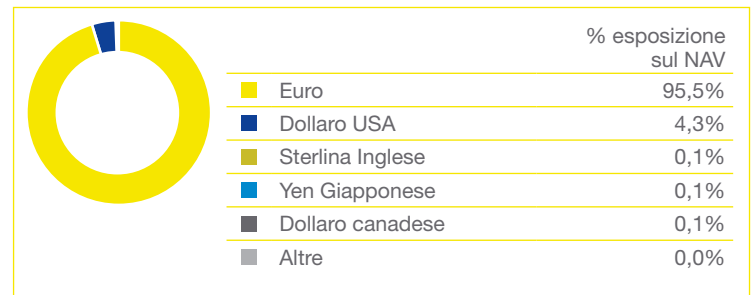 % esposizione
sul NAV
Euro 95,5%
Dollaro USA 4,3%
Sterlina Inglese 0,1%
Yen Giapponese 0,1%
Dollaro canadese 0,1%
Altre 0,0%